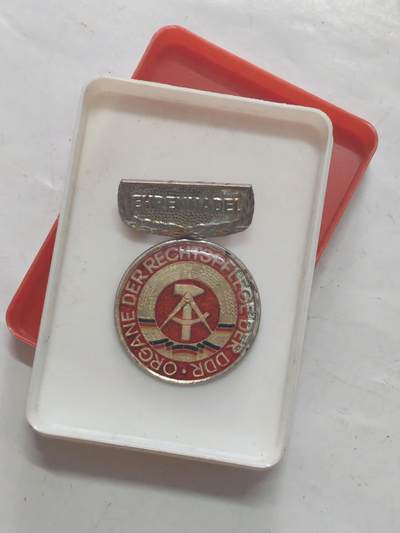 EHRENNADEL
ORGANE DER RECHTSPFLEGE DER DDR •